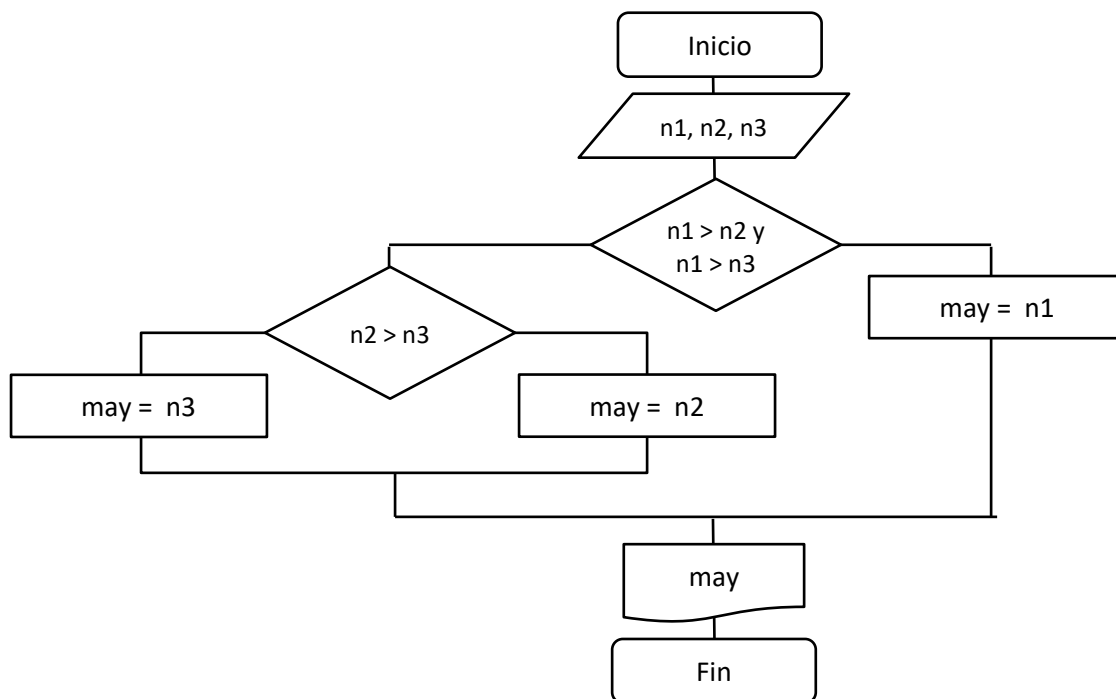 Inicio
n1, n2, n3
n1 > n2 y
n1 > n3
may = n1
n2 > n3
may = n3
may = n2
may
Fin